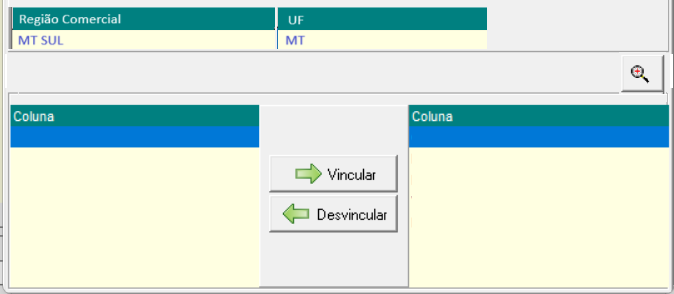 Região Comercial UF
MT SUL MT
Coluna Coluna
Vincular
Desvincular